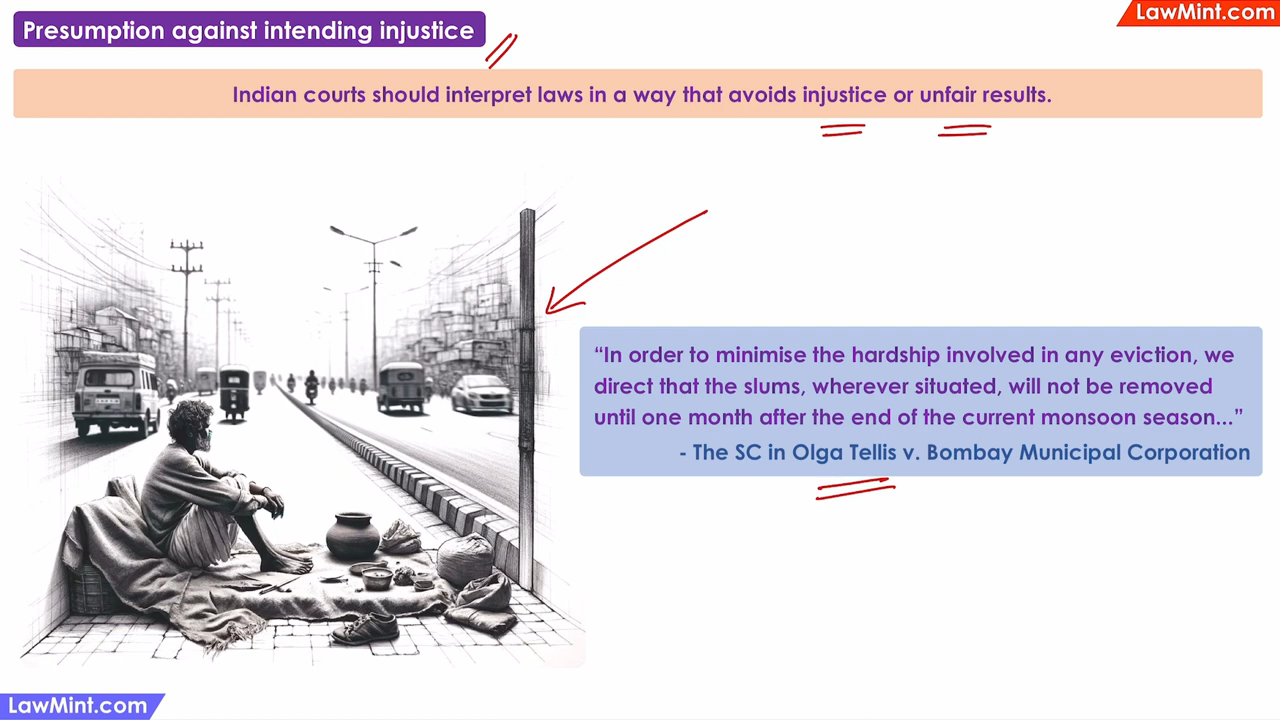 Presumption against intending injustice
LawMint.com
Indian courts should interpret laws in a way that avoids injustice or unfair results.
“In order to minimise the hardship involved in any eviction, we
direct that the slums, wherever situated, will not be removed
until one month after the end of the current monsoon season...”
- The SC in Olga Tellis v. Bombay Municipal Corporation
LawMint.com